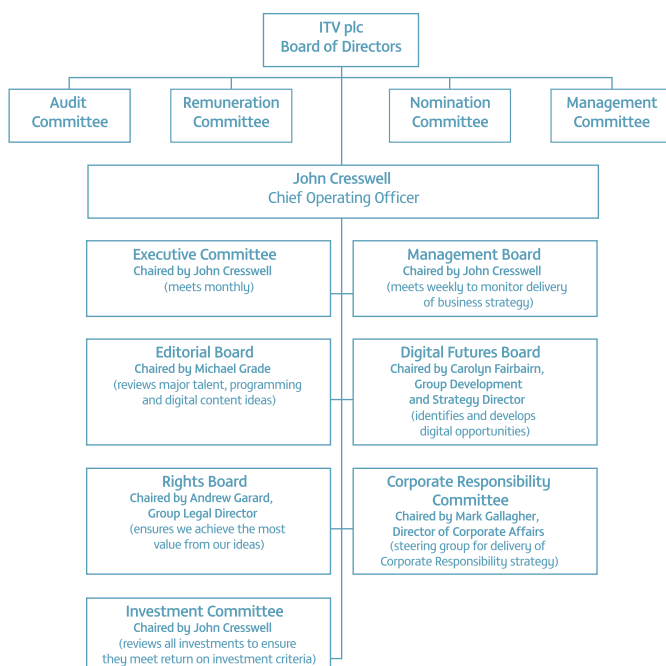 ITV plc
Board of Directors
Audit
Committee
Remuneration
Committee
Nomination
Committee
Management
Committee
John Cresswell
Chief Operating Officer
Executive Committee
Chaired by John Cresswell
(meets monthly)
Management Board
Chaired by John Cresswell
(meets weekly to monitor delivery
of business strategy)
Editorial Board
Chaired by Michael Grade
(reviews major talent, programming
and digital content ideas)
Digital Futures Board
Chaired by Carolyn Fairbairn,
Group Development
and Strategy Director
(identifies and develops
digital opportunities)
Rights Board
Chaired by Andrew Garard,
Group Legal Director
(ensures we achieve the most
value from our ideas)
Corporate Responsibility
Committee
Chaired by Mark Gallagher,
Director of Corporate Affairs
(steering group for delivery of
Corporate Responsibility strategy)
Investment Committee
Chaired by John Cresswell
(reviews all investments to ensure
they meet return on investment criteria)